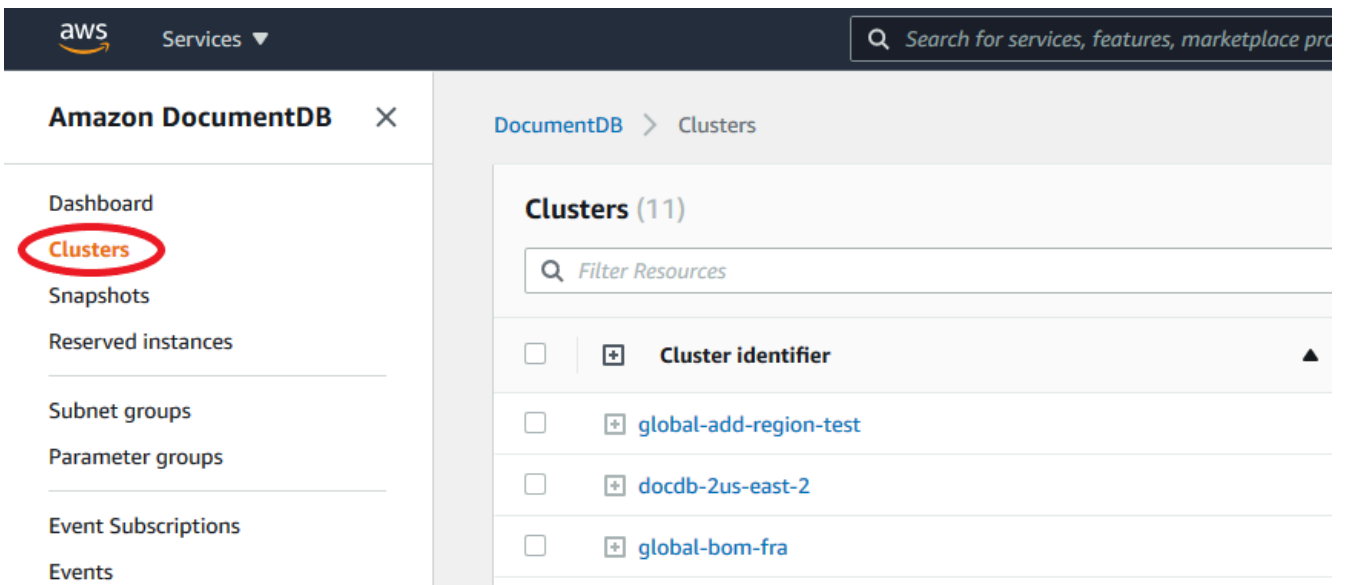 aws
Services ▼
Search for services, features, marketplace pro
Amazon DocumentDB
Dashboard
Clusters
Snapshots
Reserved instances
Subnet groups
Parameter groups
Event Subscriptions
Events
DocumentDB > Clusters
Clusters (11)
Filter Resources
Cluster identifier
global-add-region-test
docdb-2us-east-2
global-bom-fra